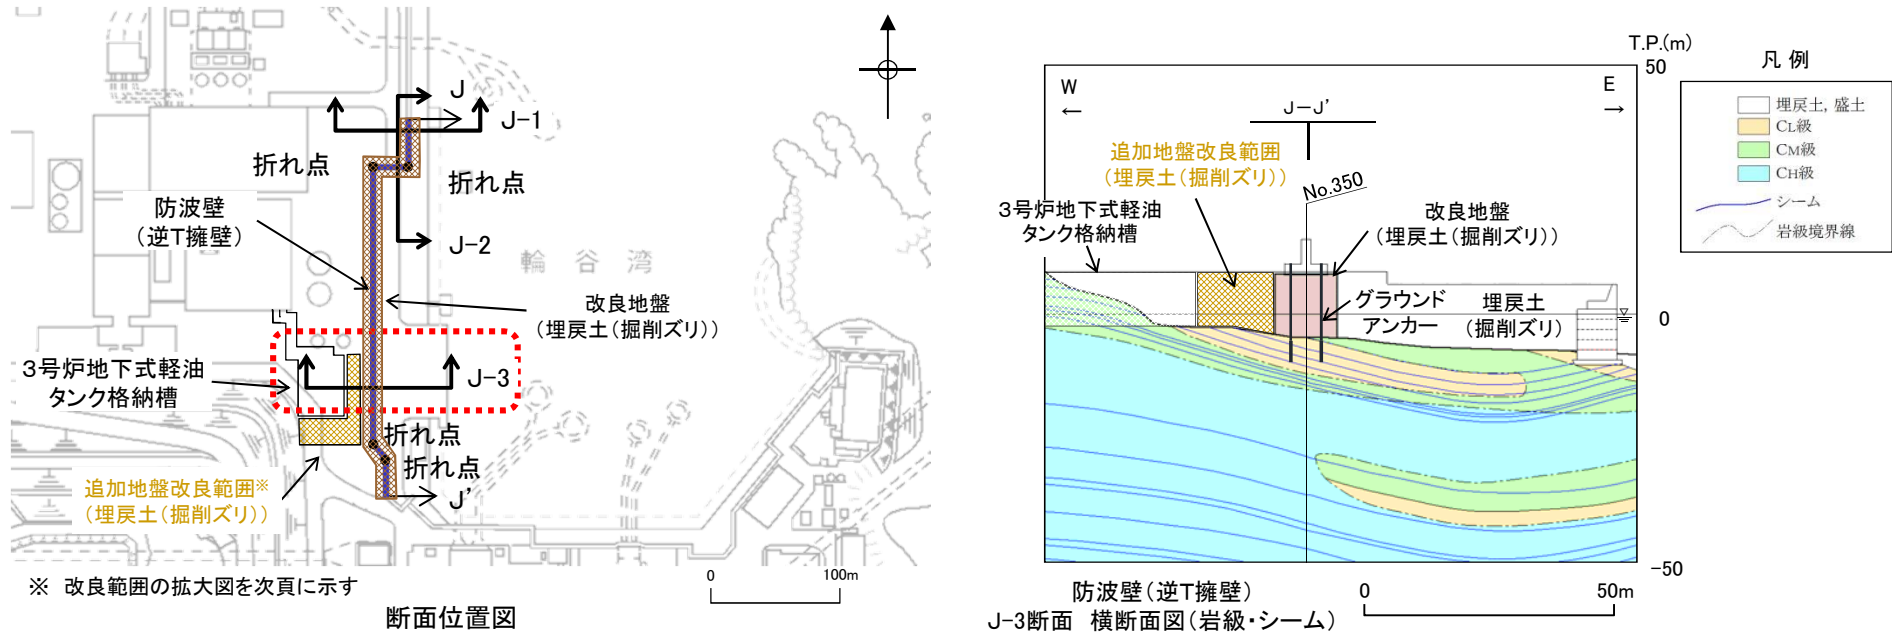 J
J-1
折れ点
折れ点
防波壁
(逆T擁壁)
J-2
輪谷湾
改良地盤
(埋戻土(掘削ズリ))
3号炉地下式軽油
タンク格納槽
J-3
折れ点
折れ点
追加地盤改良範囲※
(埋戻土(掘削ズリ))
J'
※ 改良範囲の拡大図を次頁に示す
0 100m
断面位置図
T.P.(m)
50
W
←
E
→
J-J'
追加地盤改良範囲
(埋戻土(掘削ズリ))
No.350
3号炉地下式軽油
タンク格納槽
改良地盤
(埋戻土(掘削ズリ))
グラウンド
アンカー
埋戻土
(掘削ズリ)
0
-50
防波壁(逆T擁壁)
J-3断面 横断面図(岩級・シーム)
0 50m
凡例
埋戻土, 盛土
CL級
CM級
CH級
シーム
岩級境界線